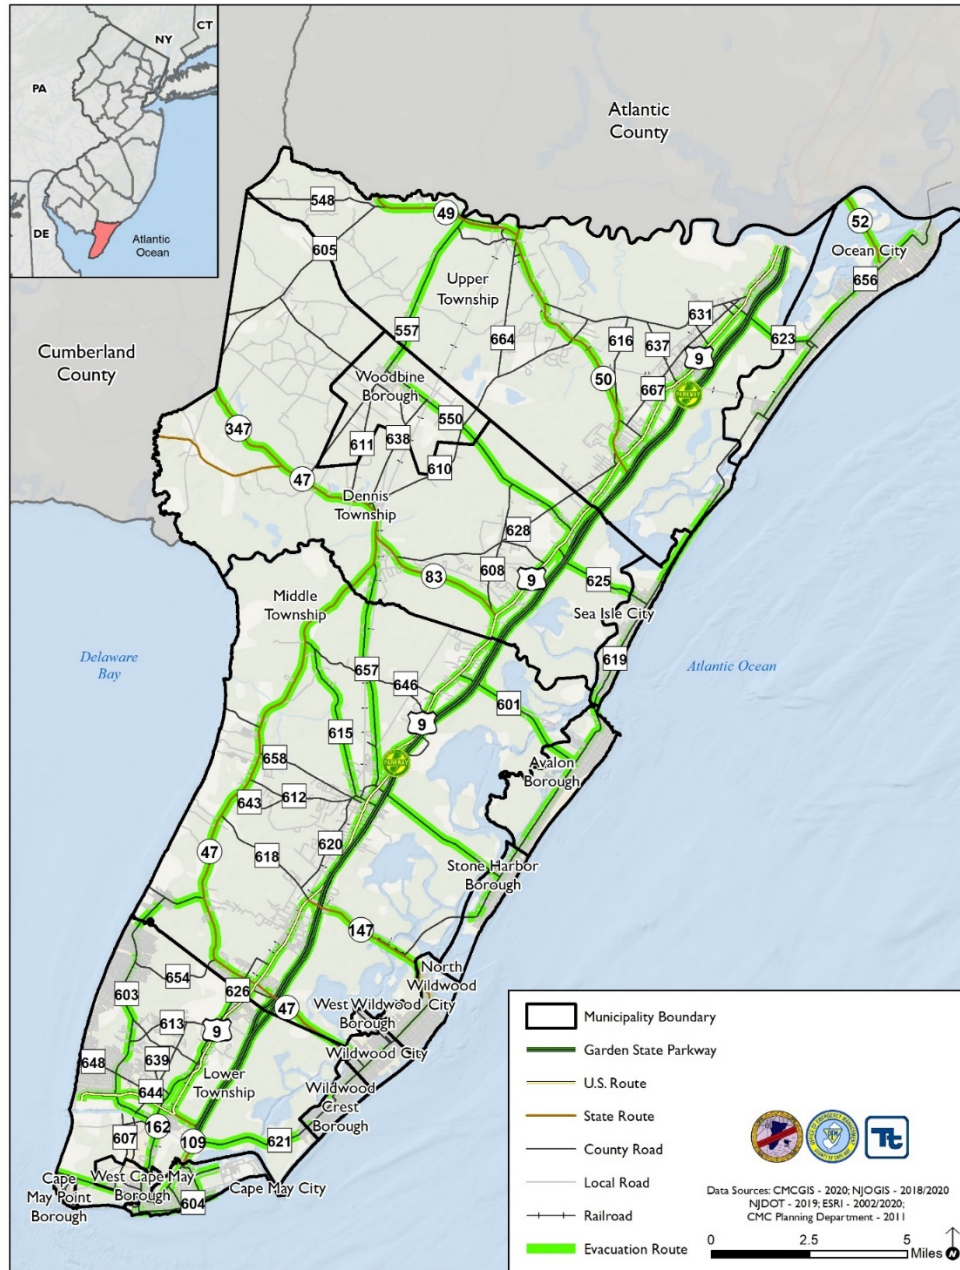 NY
CT
PA
DE
Atlantic
Ocean
Atlantic
County
548
49
52
Ocean City
605
656
Upper
Township
631
557
664
616
637
623
9
Cumberland
County
Woodbine
Borough
50
667
PARKWAY
550
347
611
638
610
47
Dennis
Township
628
83
608
9
625
Middle
Township
Sea Isle City
Delaware
Bay
657
619
Atlantic Ocean
646
601
9
615
658
PARKWAY
Avalon
Borough
643
612
620
47
618
Stone Harbor
Borough
147
654
North
Wildwood
City
603
626
47
West Wildwood
Borough
613
9
Wildwood City
648
639
644
Lower
Township
Wildwood
Crest
Borough
162
607
109
621
Cape
May Point
Borough
West Cape May
Borough
604
Cape May City
Municipality Boundary
Garden State Parkway
U.S. Route
State Route
County Road
Local Road
Railroad
Evacuation Route
Tt
Data Sources: CMCGIS - 2020; NJOGIS - 2018/2020
NJDOT - 2019; ESRI - 2002/2020;
CMC Planning Department - 2011
0 2.5 5
Miles
N